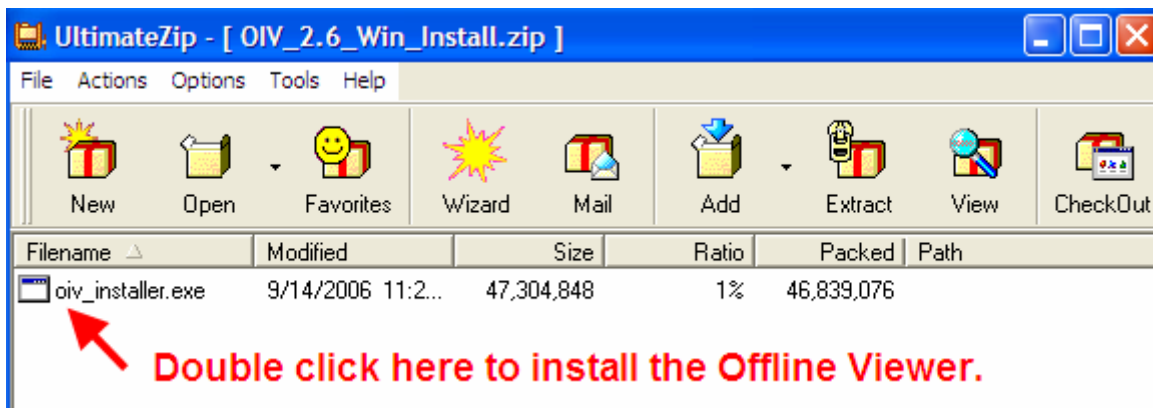 UltimateZip - [ OIV_2.6_Win_Install.zip ]
File Actions Options Tools Help
New Open Favorites Wizard Mail Add Extract View CheckOut
Filename Modified Size Ratio Packed Path
oiv_installer.exe 9/14/2006 11:2... 47,304,848 1% 46,839,076
Double click here to install the Offline Viewer.